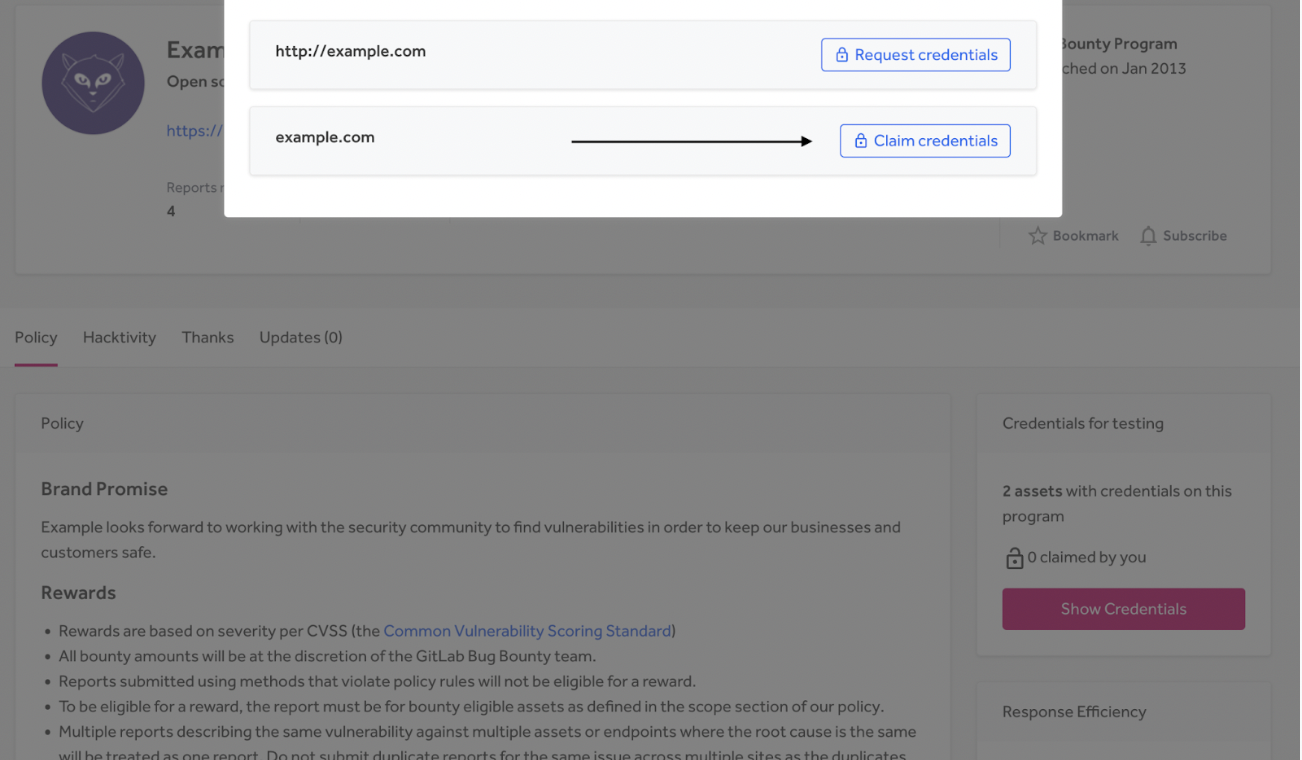 http://example.com
Request credentials
example.com
Claim credentials
Exam
Open so
https://
Reports r
4
Bounty Program
ched on Jan 2013
Bookmark
Subscribe
Policy
Hacktivity
Thanks
Updates (0)
Policy
Brand Promise
Example looks forward to working with the security community to find vulnerabilities in order to keep our businesses and
customers safe.
Rewards
• Rewards are based on severity per CVSS (the Common Vulnerability Scoring Standard)
• All bounty amounts will be at the discretion of the GitLab Bug Bounty team.
• Reports submitted using methods that violate policy rules will not be eligible for a reward.
• To be eligible for a reward, the report must be for bounty eligible assets as defined in the scope section of our policy.
• Multiple reports describing the same vulnerability against multiple assets or endpoints where the root cause is the same
will be treated as one report. Do not submit duplicate reports for the same issue across multiple sites as the duplicates
Credentials for testing
2 assets with credentials on this
program
0 claimed by you
Show Credentials
Response Efficiency